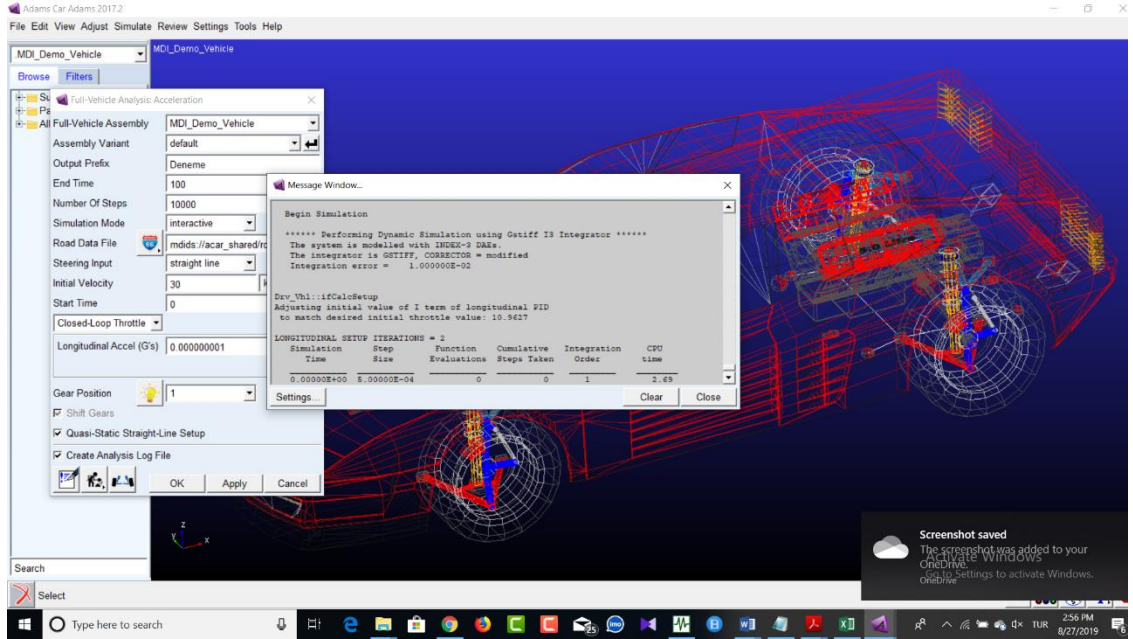 Adams Car Adams 2017.2
File Edit View Adjust Simulate Review Settings Tools Help
.MDI_Demo_Vehicle
MDI_Demo_Vehicle
Browse Filters
Full-Vehicle Analysis: Acceleration
Full-Vehicle Assembly MDI_Demo_Vehicle
Assembly Variant default
Output Prefix Deneme
End Time 100
Number Of Steps 10000
Simulation Mode interactive
Road Data File mdids://acar_shared/ro
Steering Input straight line
Initial Velocity 30
Start Time 0
Closed-Loop Throttle
Longitudinal Accel (G's) 0.000000001
Gear Position 1
Shift Gears
Quasi-Static Straight-Line Setup
Create Analysis Log File
OK Apply Cancel
Message Window...
Begin Simulation
****** Performing Dynamic Simulation using Gstiff I3 Integrator ******
The system is modelled with INDEX-3 DAEs.
The integrator is GSTIFF, CORRECTOR = modified
Integration error = 1.000000E-02
Drv_Vhl::ifCalcSetup
Adjusting initial value of I term of longitudinal PID
to match desired initial throttle value: 10.9627
LONGITUDINAL SETUP ITERATIONS = 2
Simulation Step Function Cumulative Integration CPU
Time Size Evaluations Steps Taken Order time
0.00000E+00 5.00000E-04 0 0 1 2.69
Settings... Clear Close
z
y x
Screenshot saved
The screenshot was added to your
OneDrive.
OneDrive
Activate Windows
Go to Settings to activate Windows.
Search
Select
Type here to search
25
TUR
2:56 PM
8/27/2019
6